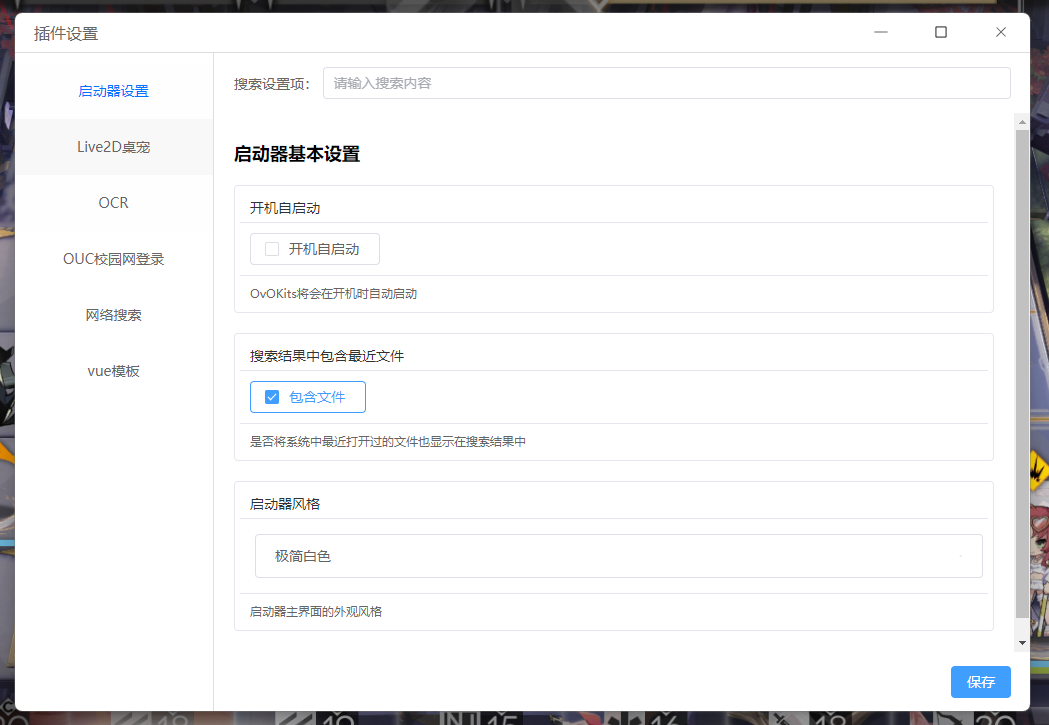 插件设置
启动器设置
Live2D桌宠
OCR
OUC校园网登录
网络搜索
vue模板
搜索设置项：
请输入搜索内容
启动器基本设置
开机自启动
开机自启动
OvOKits将会在开机时自动启动
搜索结果中包含最近文件
包含文件
是否将系统中最近打开过的文件也显示在搜索结果中
启动器风格
极简白色
启动器主界面的外观风格
保存